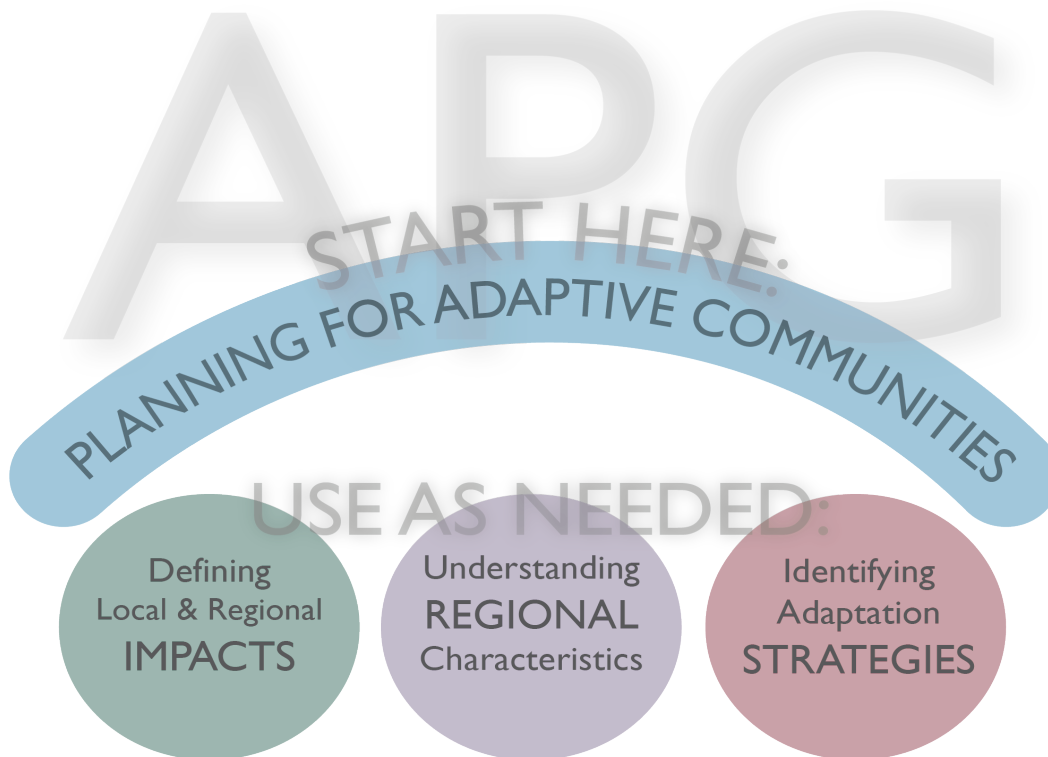 APG
START HERE:
PLANNING FOR ADAPTIVE COMMUNITIES
USE AS NEEDED:
Defining
Local & Regional
IMPACTS
Understanding
REGIONAL
Characteristics
Identifying
Adaptation
STRATEGIES